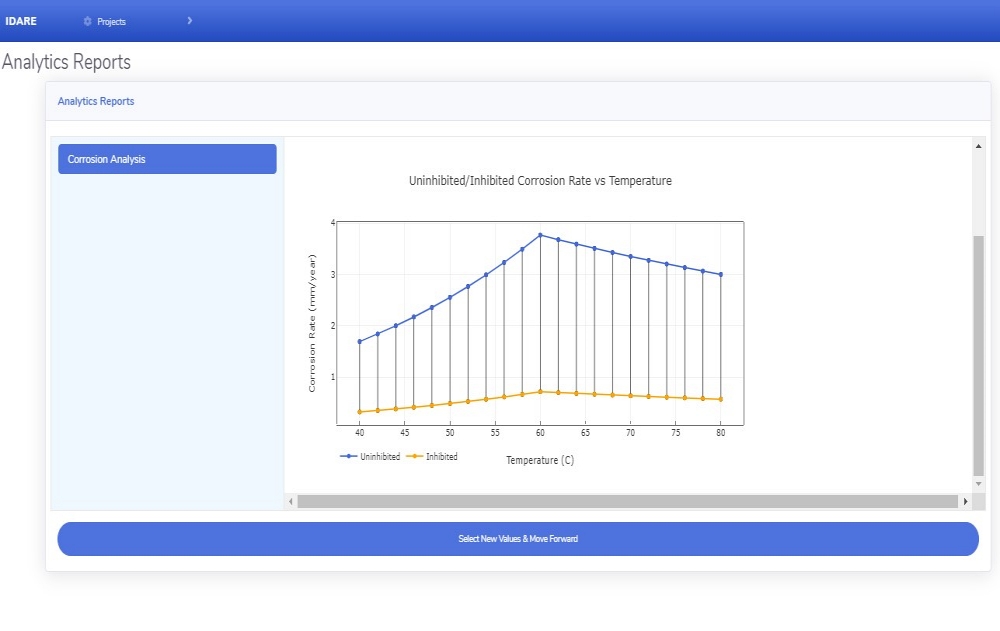 IDARE
Projects
Analytics Reports
Analytics Reports
Corrosion Analysis
Uninhibited/Inhibited Corrosion Rate vs Temperature
Corrosion Rate (mm/year)
4
3
2
1
40 45 50 55 60 65 70 75 80
Uninhibited Inhibited
Temperature (C)
Select New Values & Move Forward